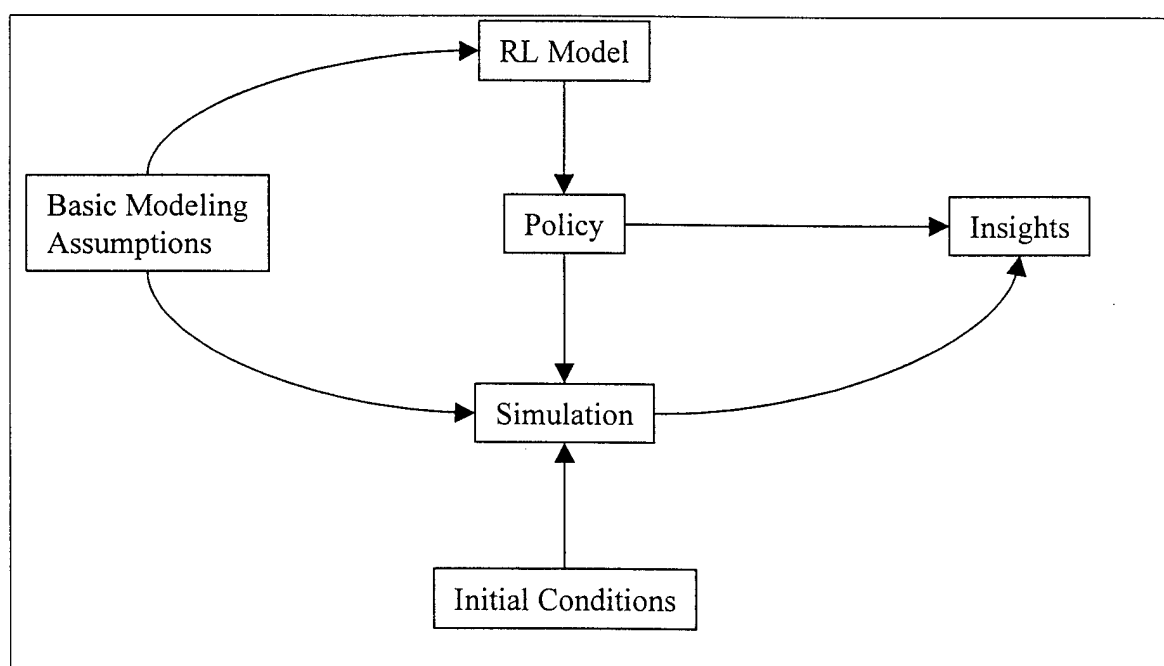 RL Model
Basic Modeling
Assumptions
Policy
Insights
Simulation
Initial Conditions